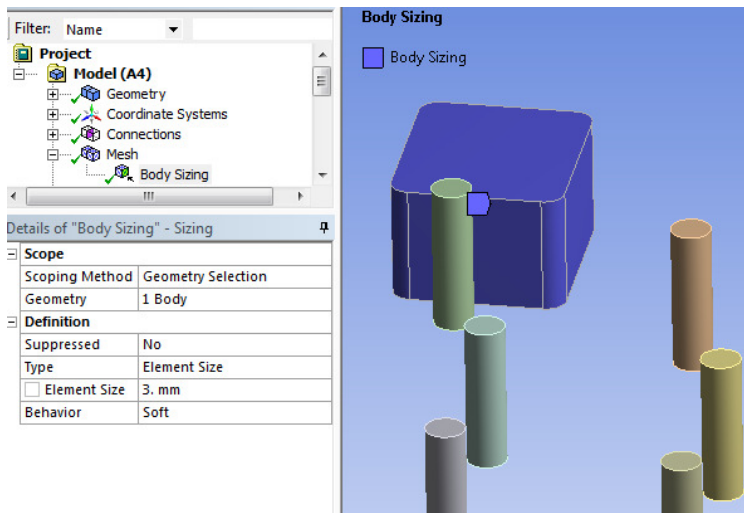 Filter: Name
Project
Model (A4)
Geometry
Coordinate Systems
Connections
Mesh
Body Sizing
Details of "Body Sizing" - Sizing
Scope
Scoping Method Geometry Selection
Geometry 1 Body
Definition
Suppressed No
Type Element Size
Element Size 3. mm
Behavior Soft
Body Sizing
Body Sizing